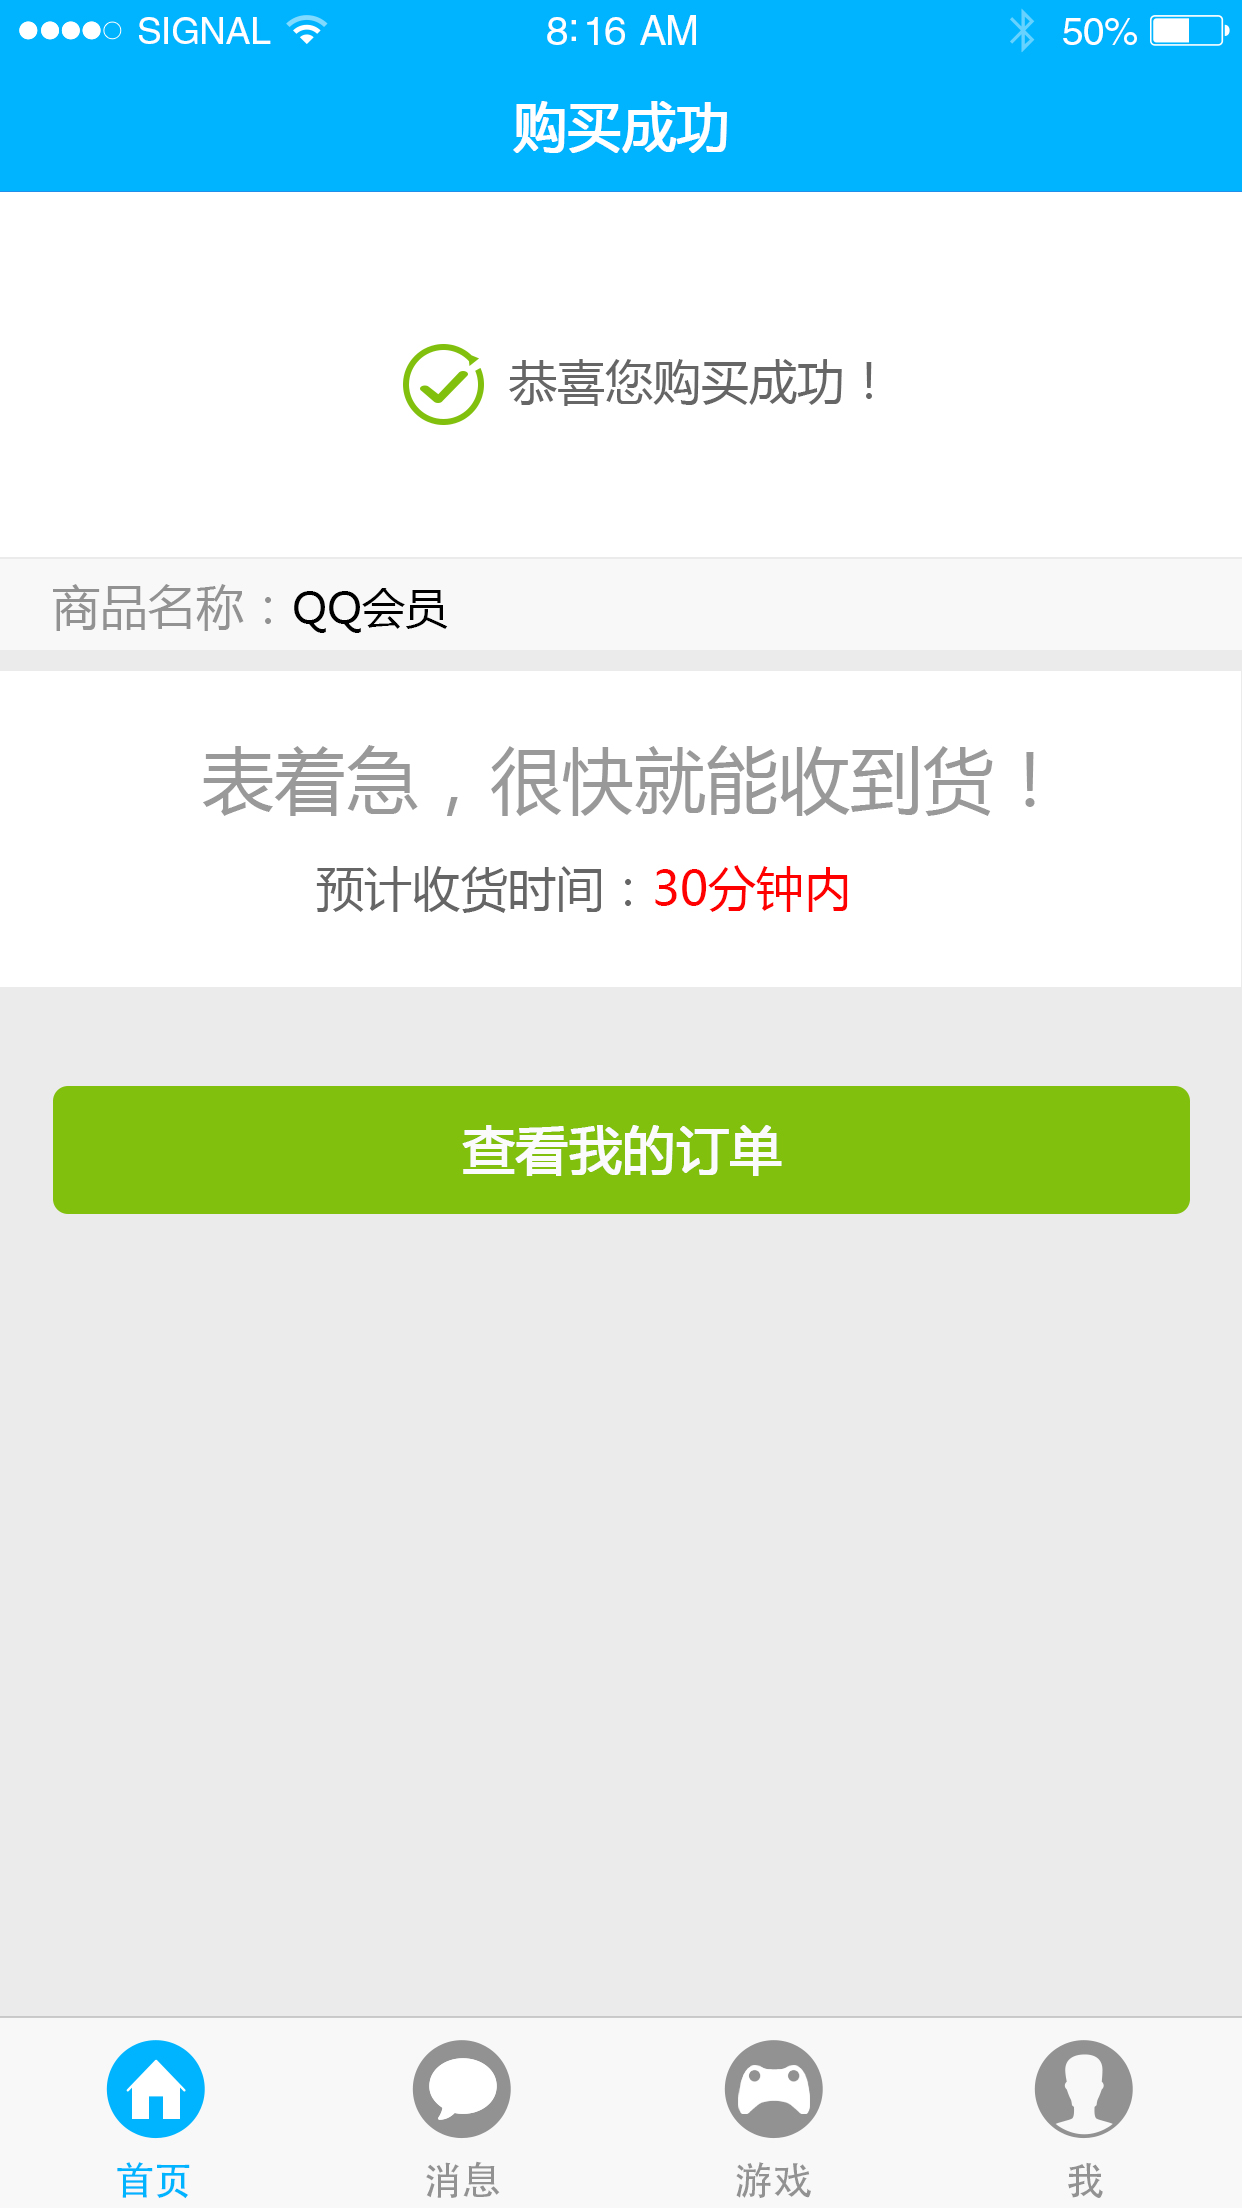 SIGNAL 8:16 AM 50%
购买成功
恭喜您购买成功！
商品名称：QQ会员
表着急，很快就能收到货！
预计收货时间：30分钟内
查看我的订单
首页 消息 游戏 我